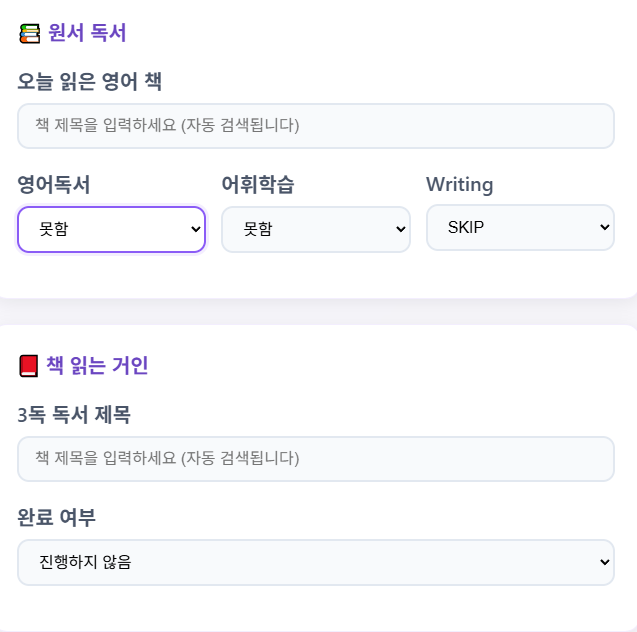 원서 독서
오늘 읽은 영어 책
책 제목을 입력하세요 (자동 검색됩니다)
영어독서 어휘학습 Writing
못함 못함 SKIP
책 읽는 거인
3독 독서 제목
책 제목을 입력하세요 (자동 검색됩니다)
완료 여부
진행하지 않음